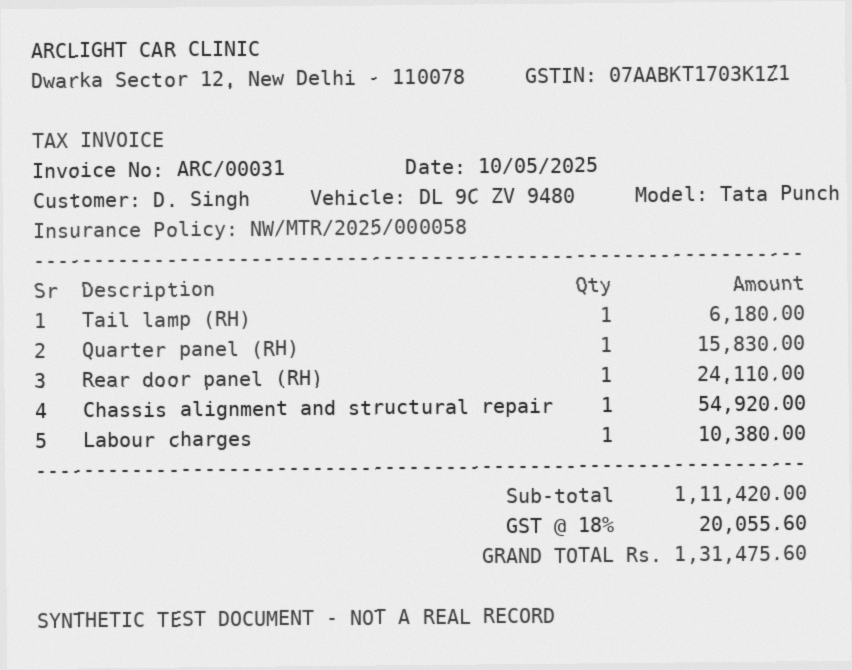 ARCLIGHT CAR CLINIC
Dwarka Sector 12, New Delhi - 110078 GSTIN: 07AABKT1703K1Z1
TAX INVOICE
Invoice No: ARC/00031 Date: 10/05/2025
Customer: D. Singh Vehicle: DL 9C ZV 9480 Model: Tata Punch
Insurance Policy: NW/MTR/2025/000058
----------------------------------------------------------------
Sr Description Qty Amount
1 Tail lamp (RH) 1 6,180.00
2 Quarter panel (RH) 1 15,830.00
3 Rear door panel (RH) 1 24,110.00
4 Chassis alignment and structural repair 1 54,920.00
5 Labour charges 1 10,380.00
----------------------------------------------------------------
Sub-total 1,11,420.00
GST @ 18% 20,055.60
GRAND TOTAL Rs. 1,31,475.60
SYNTHETIC TEST DOCUMENT - NOT A REAL RECORD